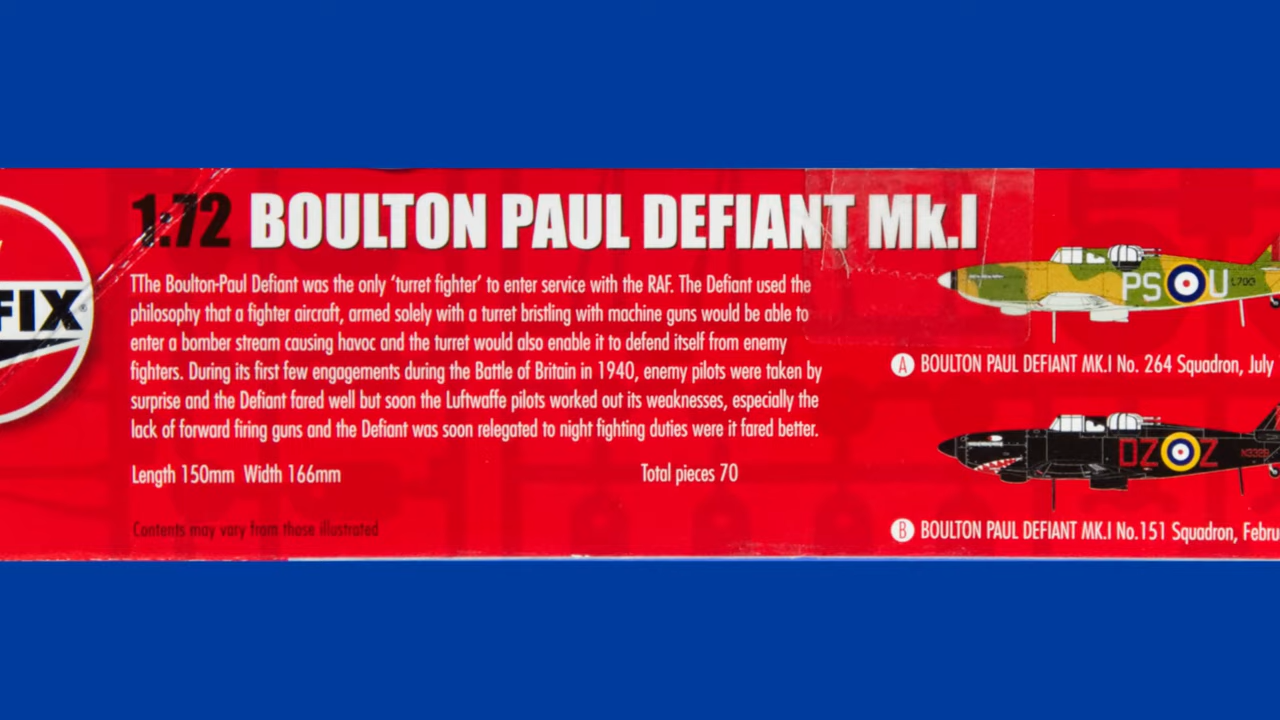 FIX®
1:72 BOULTON PAUL DEFIANT Mk.I
TThe Boulton-Paul Defiant was the only ‘turret fighter’ to enter service with the RAF. The Defiant used the
philosophy that a fighter aircraft, armed solely with a turret bristling with machine guns would be able to
enter a bomber stream causing havoc and the turret would also enable it to defend itself from enemy
fighters. During its first few engagements during the Battle of Britain in 1940, enemy pilots were taken by
surprise and the Defiant fared well but soon the Luftwaffe pilots worked out its weaknesses, especially the
lack of forward firing guns and the Defiant was soon relegated to night fighting duties were it fared better.
Length 150mm Width 166mm
Total pieces 70
Contents may vary from those illustrated
PS U
A BOULTON PAUL DEFIANT MK.I No. 264 Squadron, July
DZ Z
B BOULTON PAUL DEFIANT MK.I No.151 Squadron, Febru